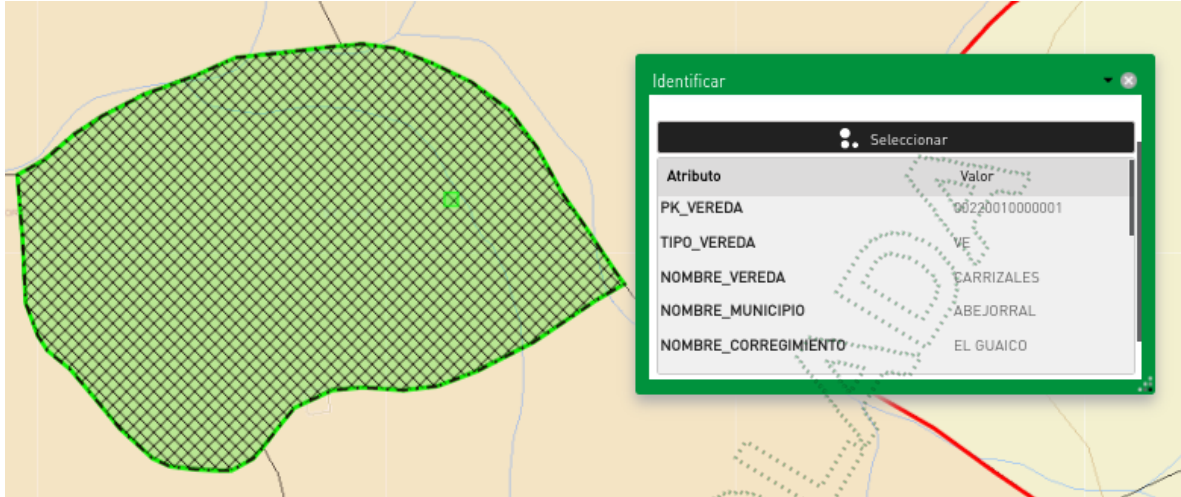 Identificar
Seleccionar
Atributo Valor
PK_VEREDA 00220010000001
TIPO_VEREDA VE
NOMBRE_VEREDA CARRIZALES
NOMBRE_MUNICIPIO ABEJORRAL
NOMBRE_CORREGIMIENTO EL GUAICO